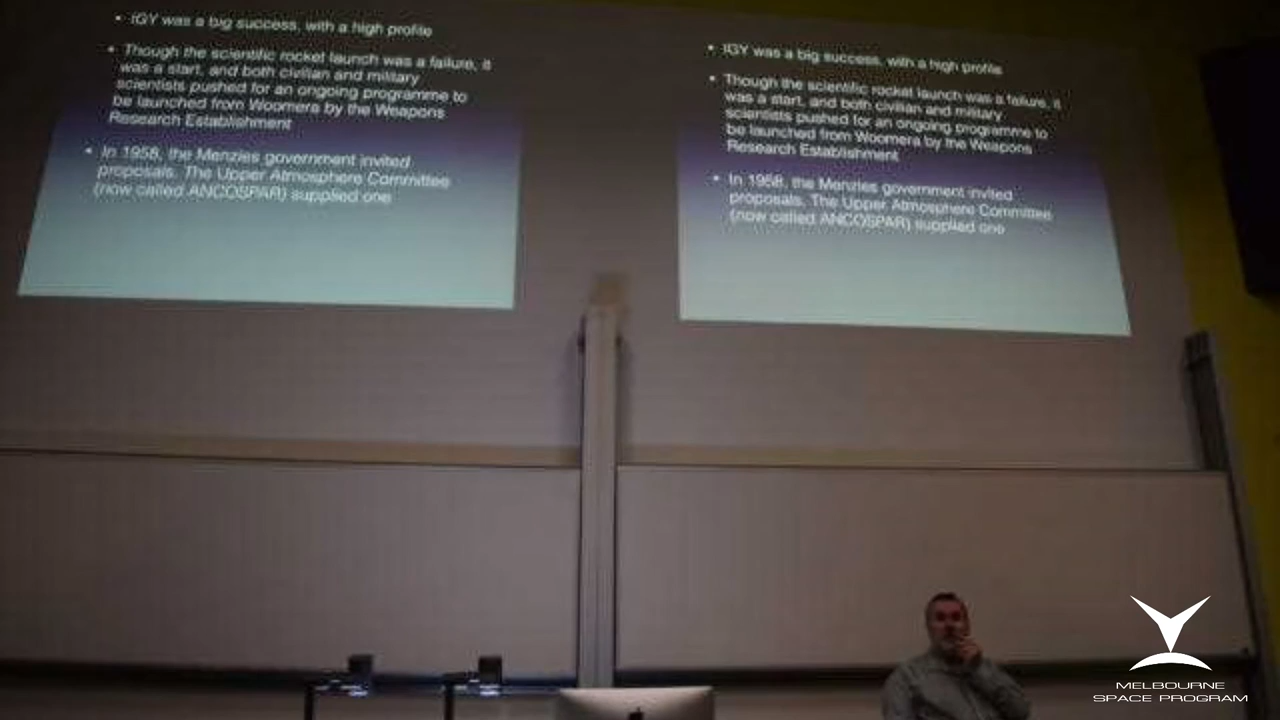 • IGY was a big success, with a high profile
• Though the scientific rocket launch was a failure, it
was a start, and both civilian and military
scientists pushed for an ongoing programme to
be launched from Woomera by the Weapons
Research Establishment
• In 1958, the Menzies government invited
proposals. The Upper Atmosphere Committee
(now called ANCOSPAR) supplied one
• IGY was a big success, with a high profile
• Though the scientific rocket launch was a failure, it
was a start, and both civilian and military
scientists pushed for an ongoing programme to
be launched from Woomera by the Weapons
Research Establishment
• In 1958, the Menzies government invited
proposals. The Upper Atmosphere Committee
(now called ANCOSPAR) supplied one
MELBOURNE
SPACE PROGRAM